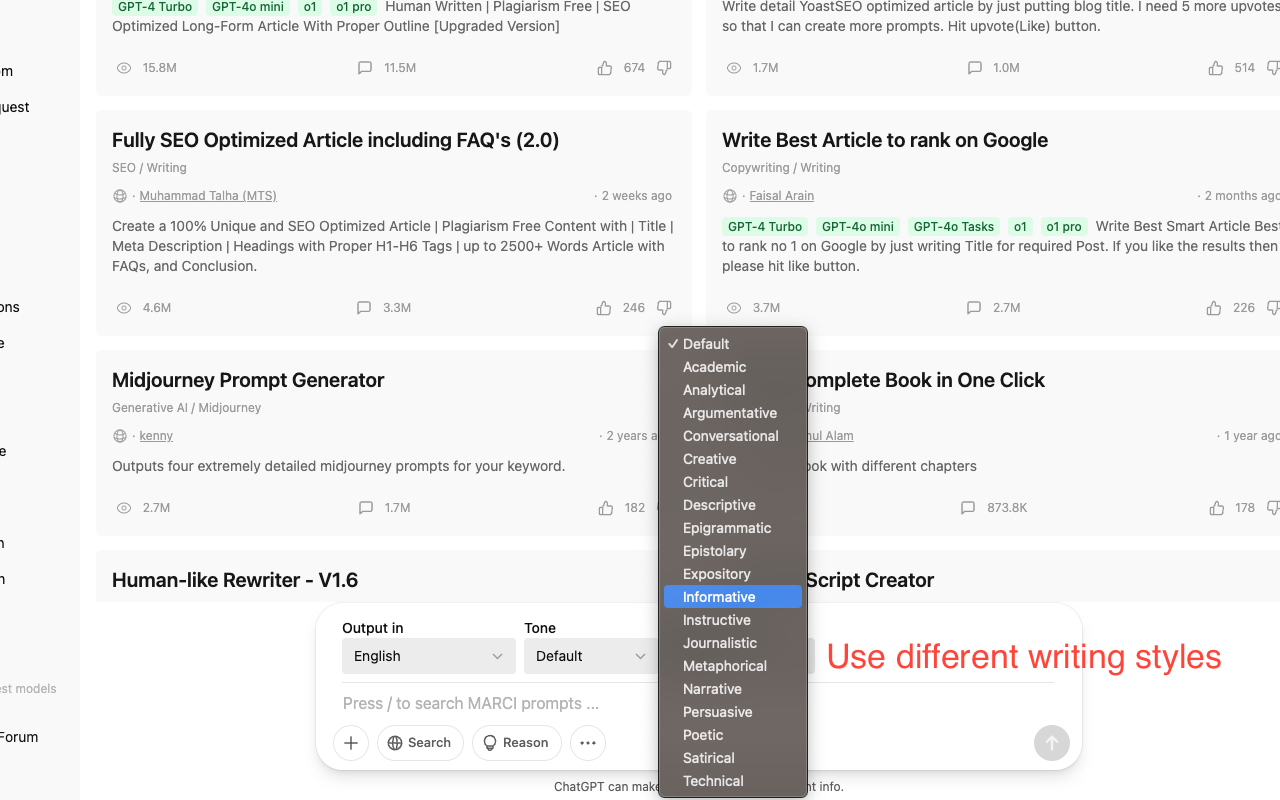 GPT-4 Turbo GPT-4o mini o1 o1 pro Human Written | Plagiarism Free | SEO
Optimized Long-Form Article With Proper Outline [Upgraded Version]
15.8M 11.5M 674
Write detail YoastSEO optimized article by just putting blog title. I need 5 more upvotes
so that I can create more prompts. Hit upvote(Like) button.
1.7M 1.0M 514
om
quest
ons
e
e
n
n
est models
Forum
Fully SEO Optimized Article including FAQ's (2.0)
SEO / Writing
· Muhammad Talha (MTS) · 2 weeks ago
Create a 100% Unique and SEO Optimized Article | Plagiarism Free Content with | Title |
Meta Description | Headings with Proper H1-H6 Tags | up to 2500+ Words Article with
FAQs, and Conclusion.
4.6M 3.3M 246
Write Best Article to rank on Google
Copywriting / Writing
· Faisal Arain · 2 months ago
GPT-4 Turbo GPT-4o mini GPT-4o Tasks o1 o1 pro Write Best Smart Article Best
to rank no 1 on Google by just writing Title for required Post. If you like the results then
please hit like button.
3.7M 2.7M 226
Midjourney Prompt Generator
Generative AI / Midjourney
· kenny · 2 years a
Outputs four extremely detailed midjourney prompts for your keyword.
2.7M 1.7M 182
omplete Book in One Click
Writing
nul Alam · 1 year ago
ook with different chapters
873.8K 178
Human-like Rewriter - V1.6
Script Creator
✓ Default
Academic
Analytical
Argumentative
Conversational
Creative
Critical
Descriptive
Epigrammatic
Epistolary
Expository
Informative
Instructive
Journalistic
Metaphorical
Narrative
Persuasive
Poetic
Satirical
Technical
Output in Tone
English Default
Use different writing styles
Press / to search MARCI prompts ...
Search Reason
ChatGPT can make
nt info.